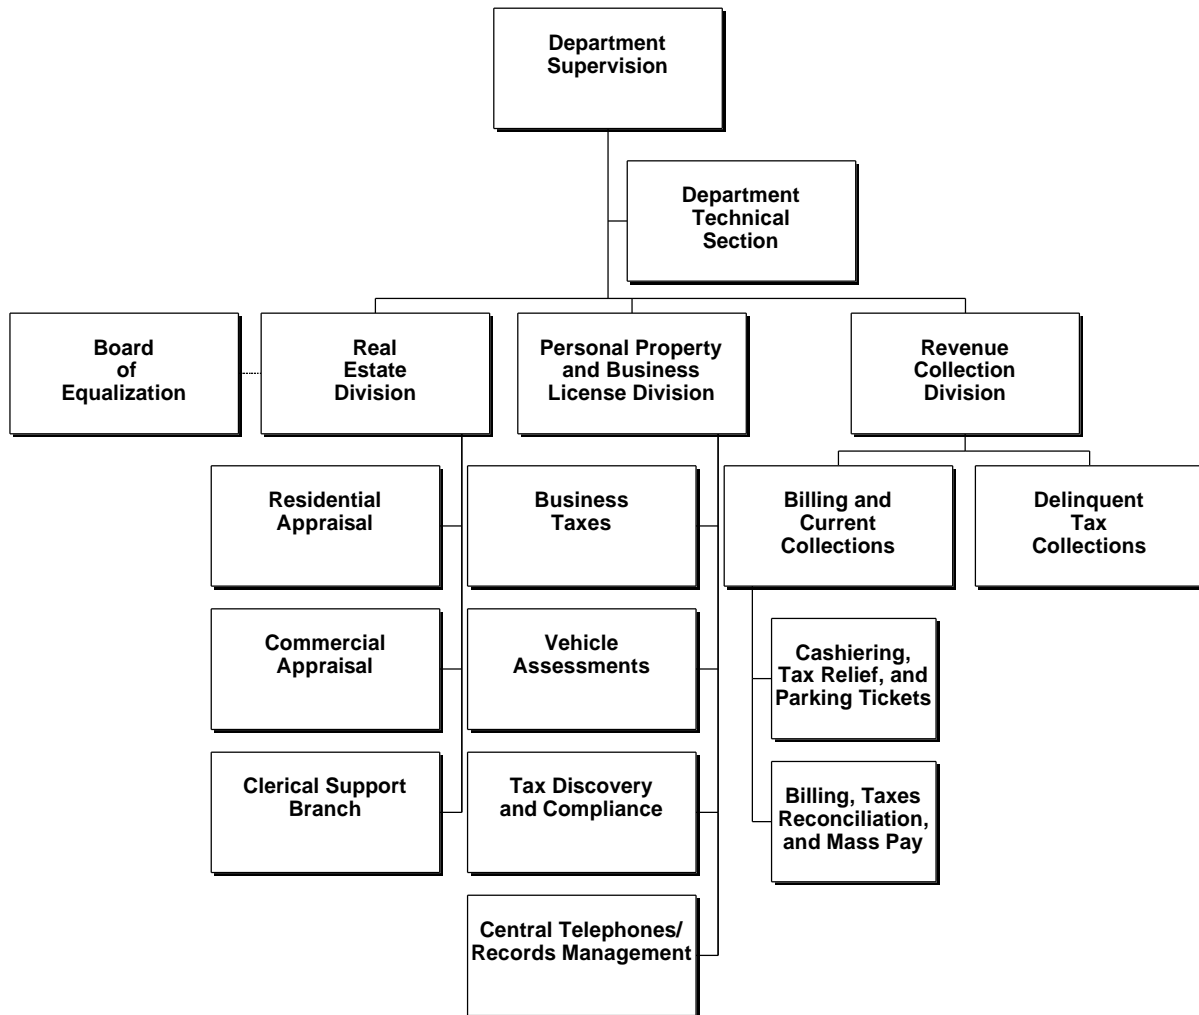 Department
Supervision
Department
Technical
Section
Board
of
Equalization
Real
Estate
Division
Personal Property
and Business
License Division
Revenue
Collection
Division
Residential
Appraisal
Business
Taxes
Billing and
Current
Collections
Delinquent
Tax
Collections
Commercial
Appraisal
Vehicle
Assessments
Cashiering,
Tax Relief, and
Parking Tickets
Clerical Support
Branch
Tax Discovery
and Compliance
Billing, Taxes
Reconciliation,
and Mass Pay
Central Telephones/
Records Management